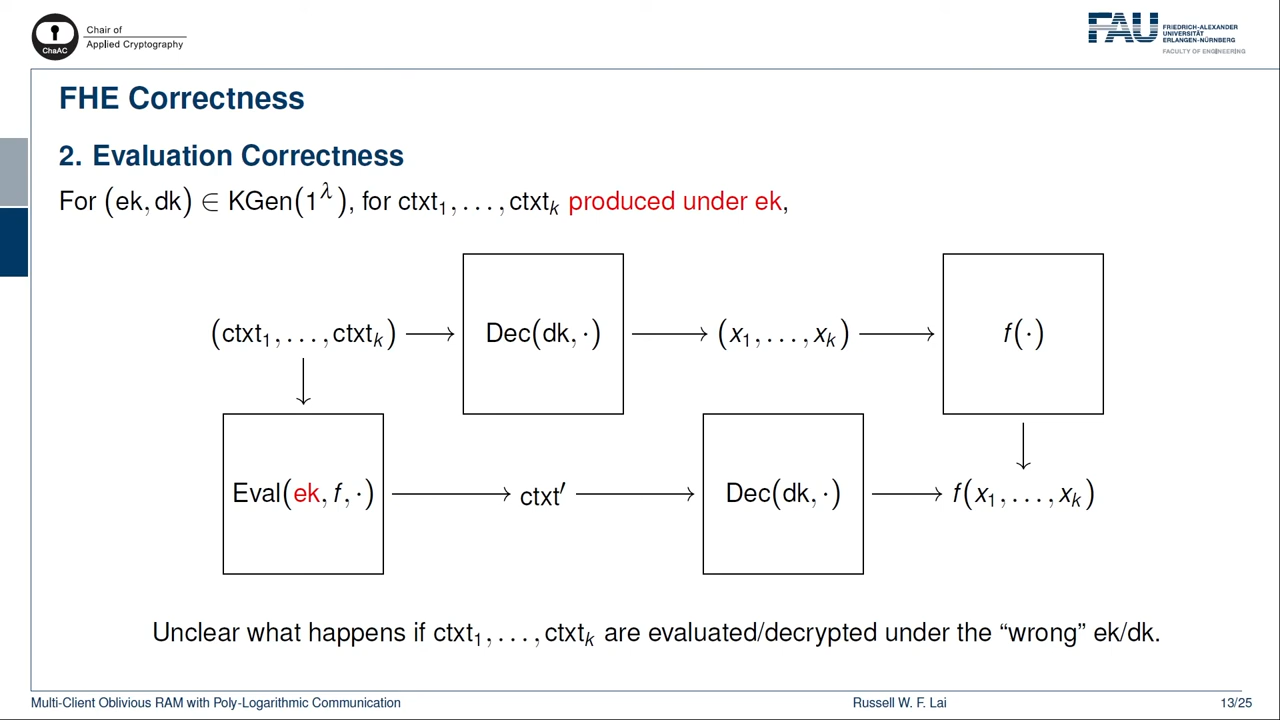 Chair of
Applied Cryptography
ChaAC
FAU
FRIEDRICH-ALEXANDER
UNIVERSITÄT
ERLANGEN-NÜRNBERG
FACULTY OF ENGINEERING
FHE Correctness
2. Evaluation Correctness
For (ek, dk) ∈ KGen(1^λ), for ctxt₁, . . . , ctxtₖ produced under ek,
(ctxt₁, . . . , ctxtₖ)
Dec(dk, ·)
(x₁, . . . , xₖ)
f(·)
Eval(ek, f, ·)
ctxt′
Dec(dk, ·)
f(x₁, . . . , xₖ)
Unclear what happens if ctxt₁, . . . , ctxtₖ are evaluated/decrypted under the “wrong” ek/dk.
Multi-Client Oblivious RAM with Poly-Logarithmic Communication
Russell W. F. Lai
13/25